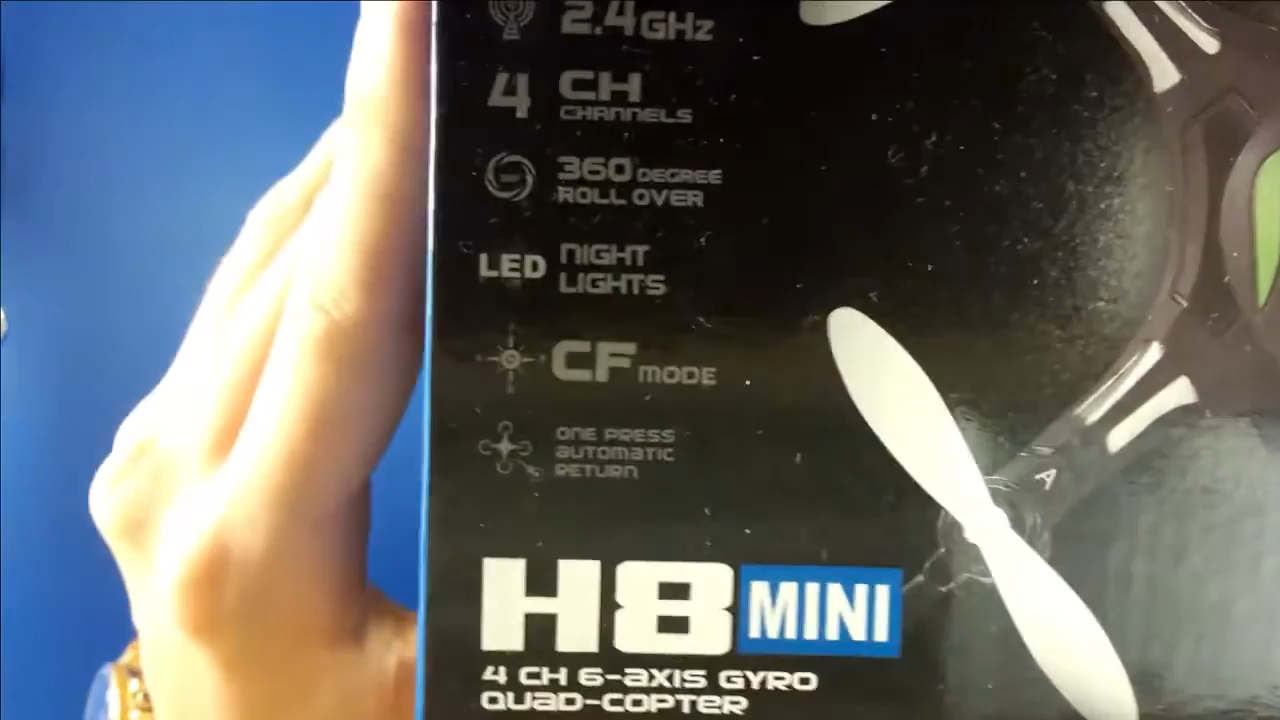 2.4GHz
4 CH
CHANNELS
360 DEGREE
ROLL OVER
LED NIGHT
LIGHTS
CF MODE
ONE PRESS
AUTOMATIC
RETURN
A
H8 MINI
4 CH 6-AXIS GYRO
QUAD-COPTER